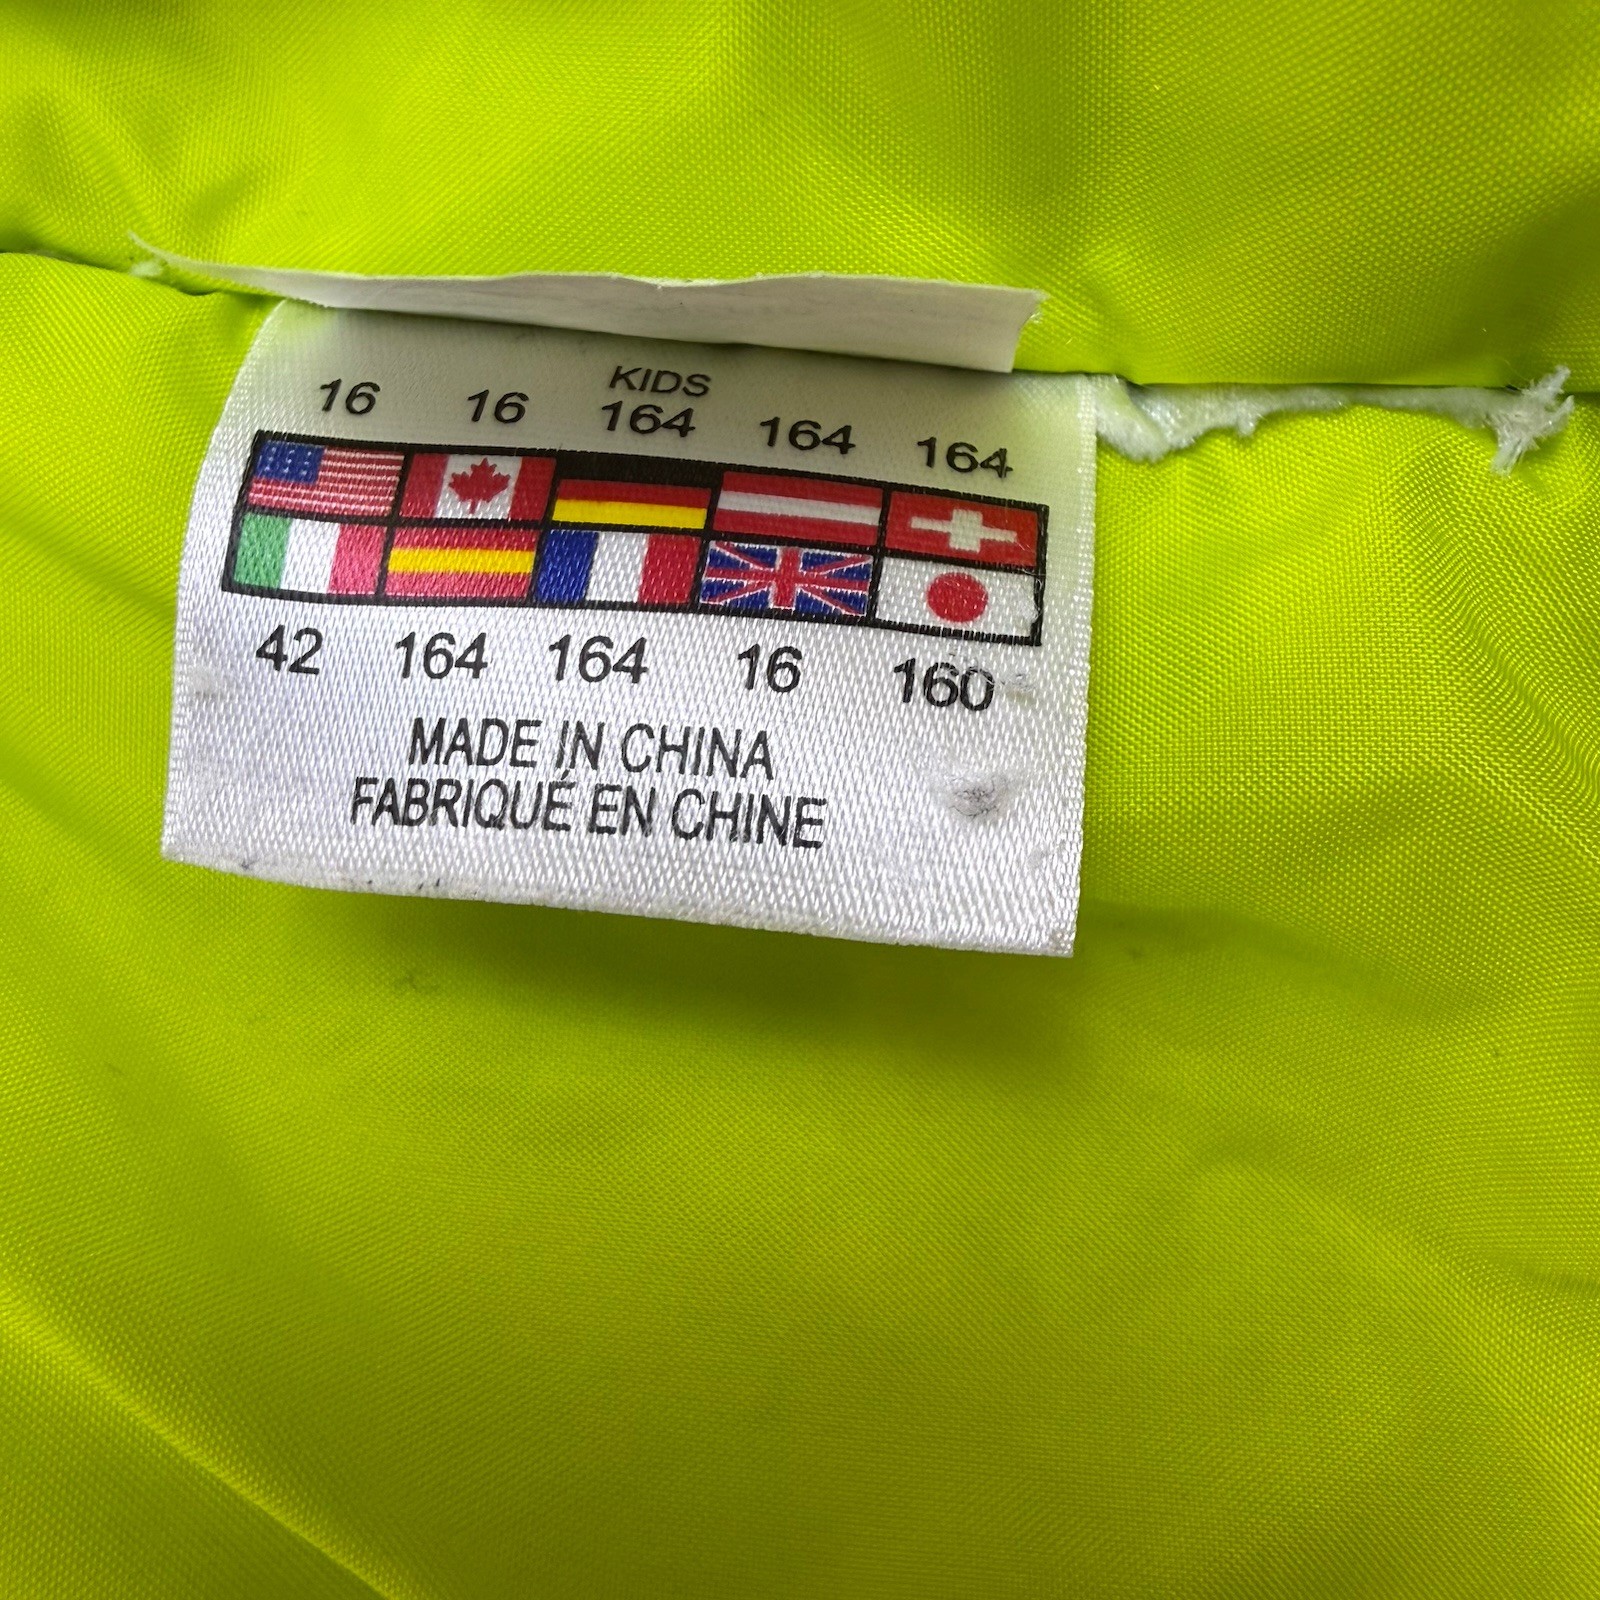 KIDS
16 16 164 164 164
42 164 164 16 160
MADE IN CHINA
FABRIQUÉ EN CHINE